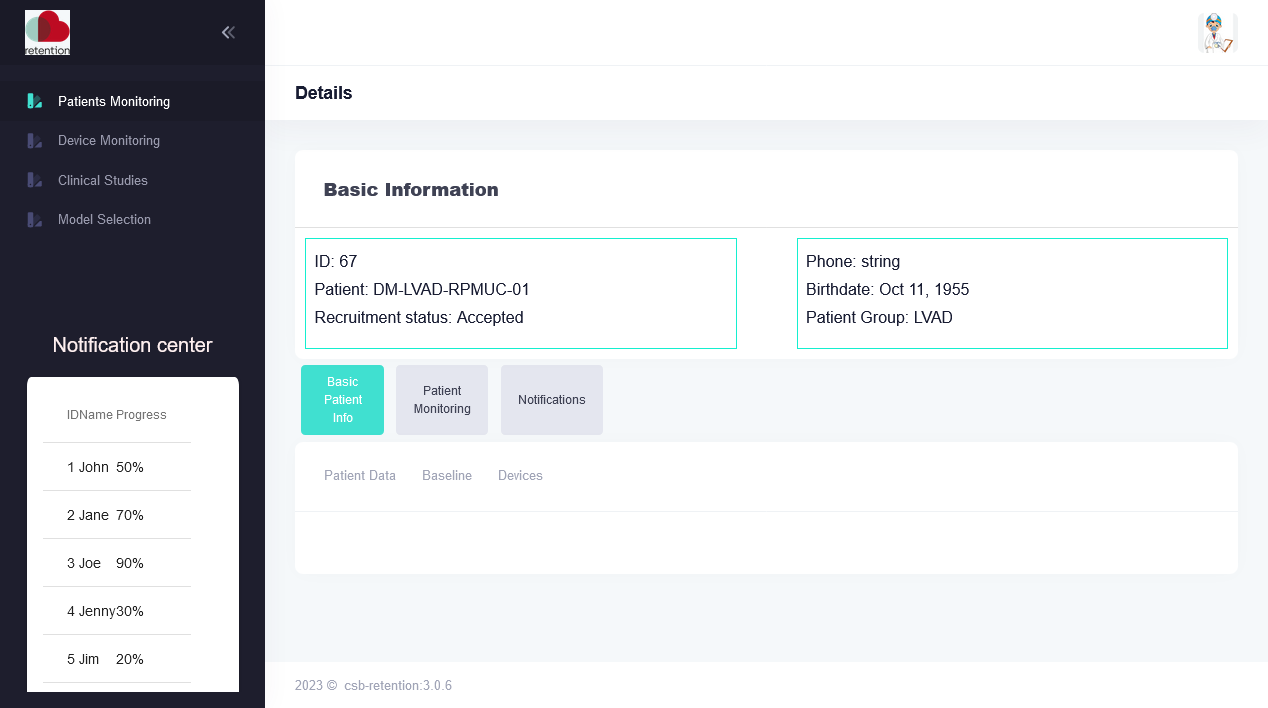 retention
Patients Monitoring
Device Monitoring
Clinical Studies
Model Selection
Notification center
ID Name Progress
1 John 50%
2 Jane 70%
3 Joe 90%
4 Jenny 30%
5 Jim 20%
Details
Basic Information
ID: 67
Patient: DM-LVAD-RPMUC-01
Recruitment status: Accepted
Phone: string
Birthdate: Oct 11, 1955
Patient Group: LVAD
Basic
Patient
Info
Patient
Monitoring
Notifications
Patient Data Baseline Devices
2023 © csb-retention:3.0.6